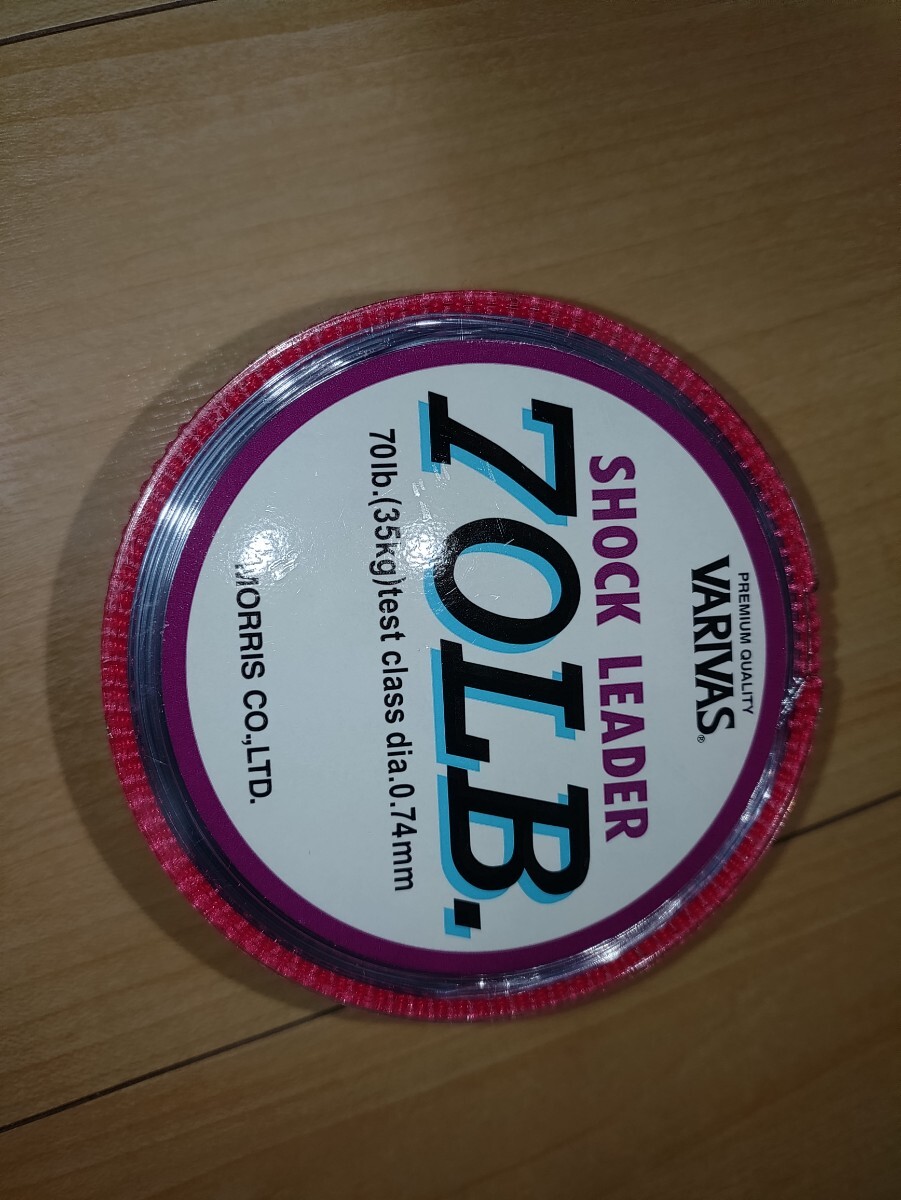 PREMIUM QUALITY
VARIVAS®
SHOCK LEADER
70LB.
70lb.(35kg)test class dia.0.74mm
MORRIS CO.,LTD.